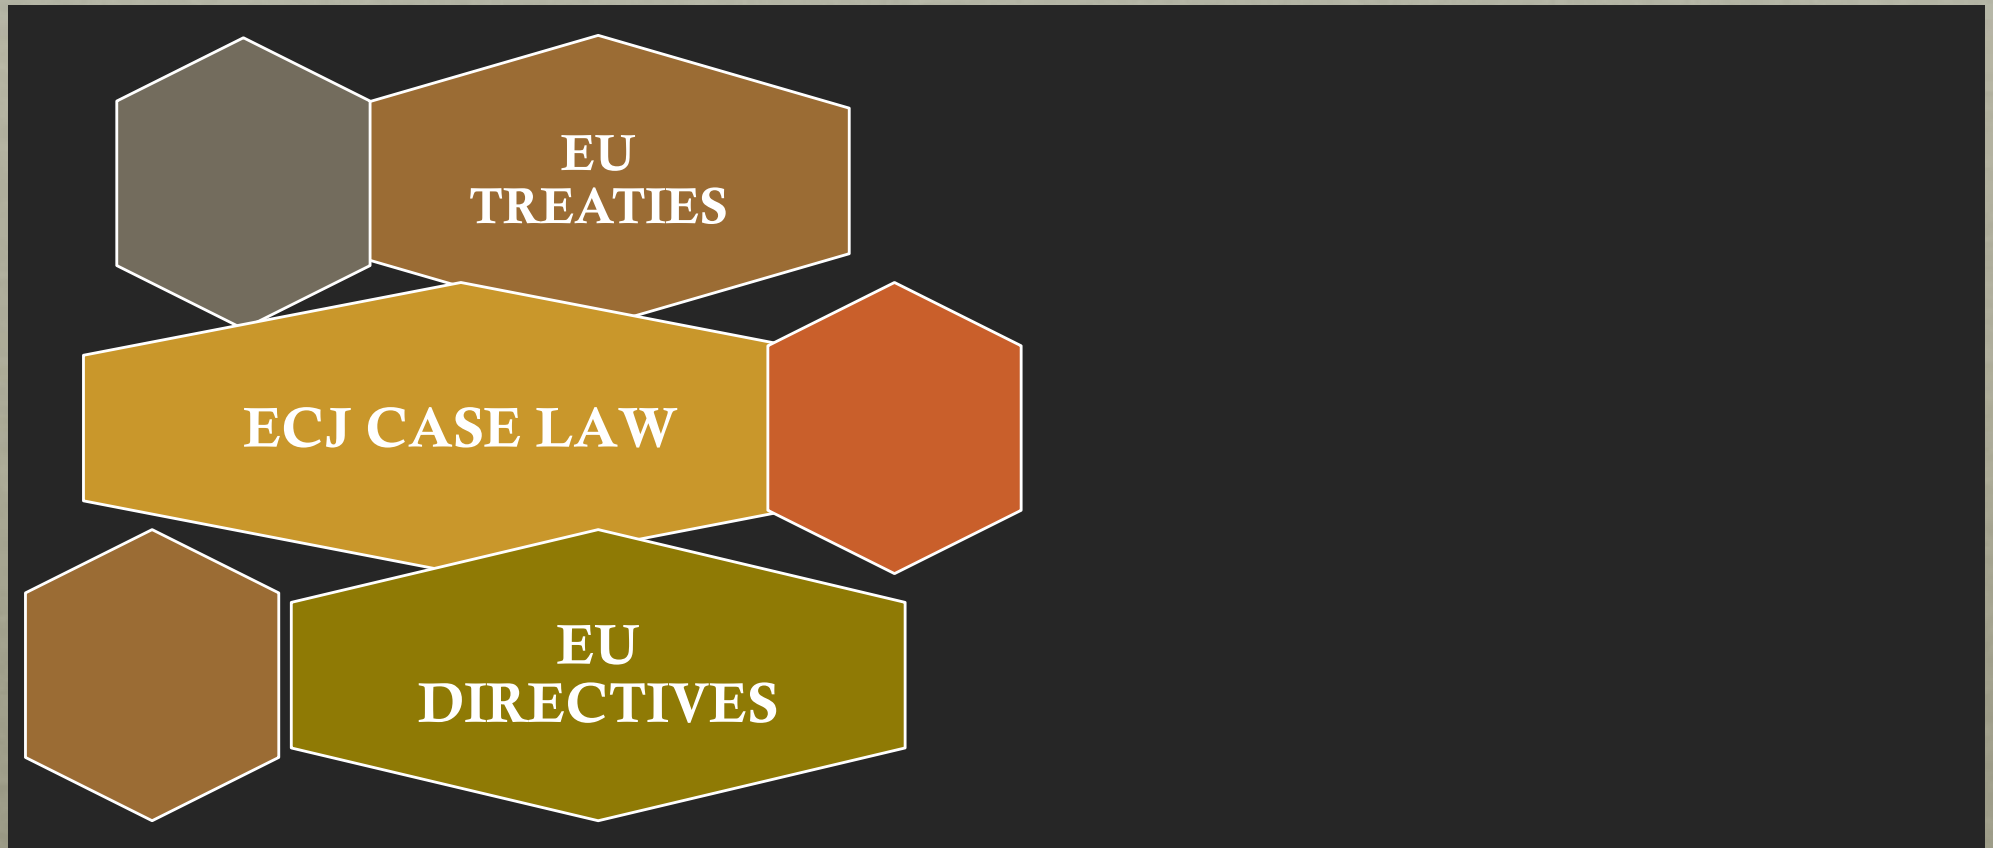 EU
TREATIES
ECJ CASE LAW
EU
DIRECTIVES